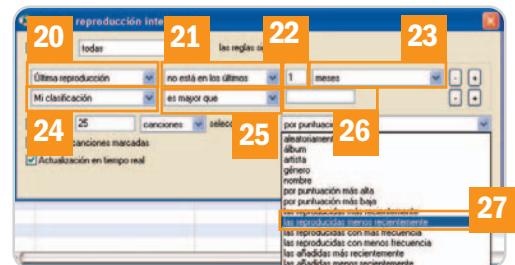 reproducción inte
20 21 22 23
todas las reglas si
Última reproducción no está en los últimos 1 meses - +
Mi clasificación es mayor que - +
24 25 26
25 canciones selec por puntuaci
aleatoriament
canciones marcadas
álbum
Actualización en tiempo real
artista
género
nombre
por puntuación más alta
por puntuación más baja
las reproducidas más recientemente
las reproducidas menos recientemente 27
las reproducidas con más frecuencia
las reproducidas con menos frecuencia
las añadidas más recientemente
las añadidas menos recientemente